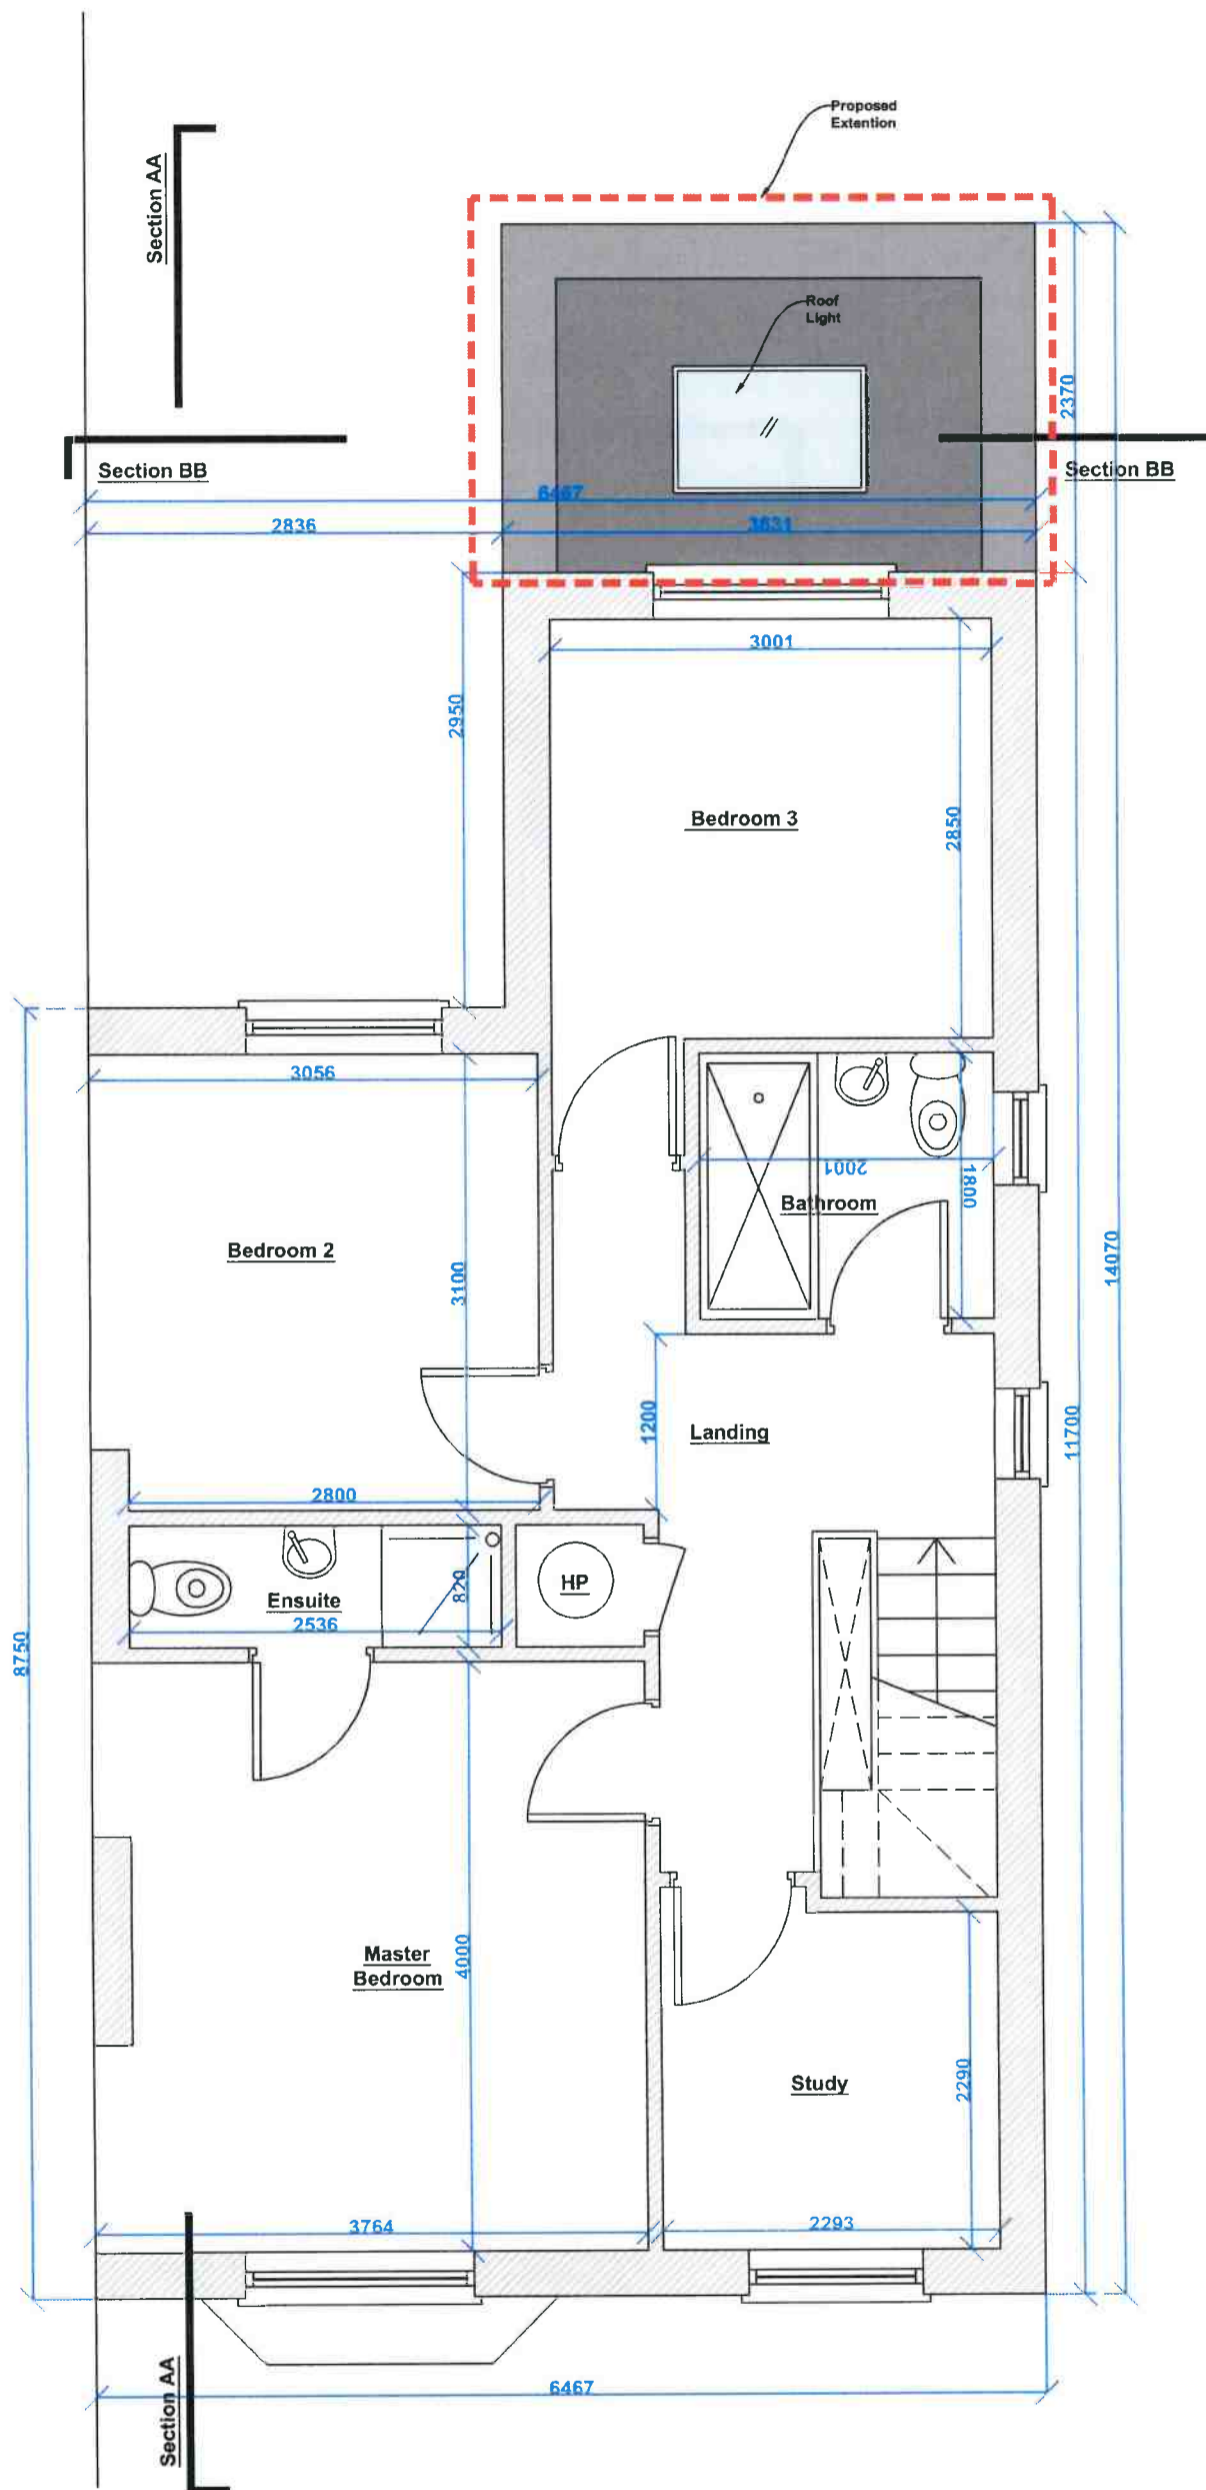 Proposed
Extention
Section AA
Roof
Light
2370
Section BB
Section BB
6467
2836
3631
3001
2950
Bedroom 3
2850
3056
2001
1800
Bathroom
Bedroom 2
3100
14070
1200
Landing
11700
2800
HP
820
Ensuite
2536
8750
Master
Bedroom
4000
Study
2290
3764
2293
6467
Section AA